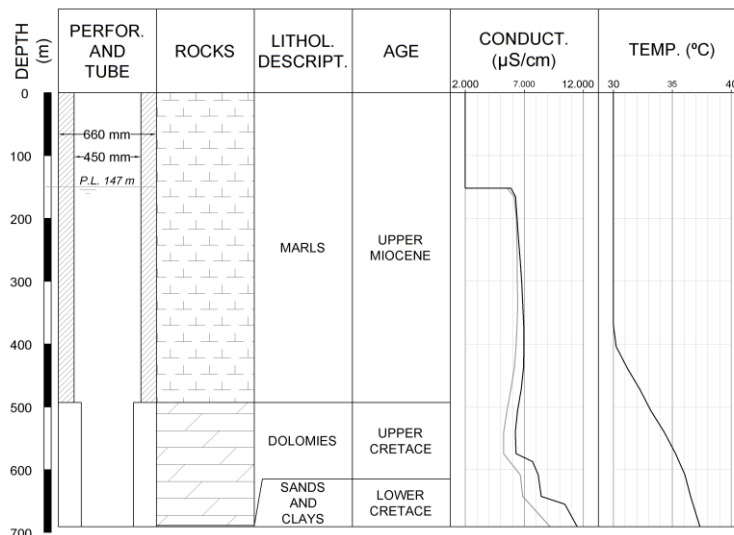 DEPTH (m)
PERFOR. AND TUBE
ROCKS
LITHOL. DESCRIPT.
AGE
CONDUCT. (µS/cm)
TEMP. (ºC)
2.000 7.000 12.000
30 35 40
0
100
200
300
400
500
600
700
660 mm
450 mm
P.L. 147 m
MARLS
UPPER MIOCENE
DOLOMIES
UPPER CRETACE
SANDS AND CLAYS
LOWER CRETACE